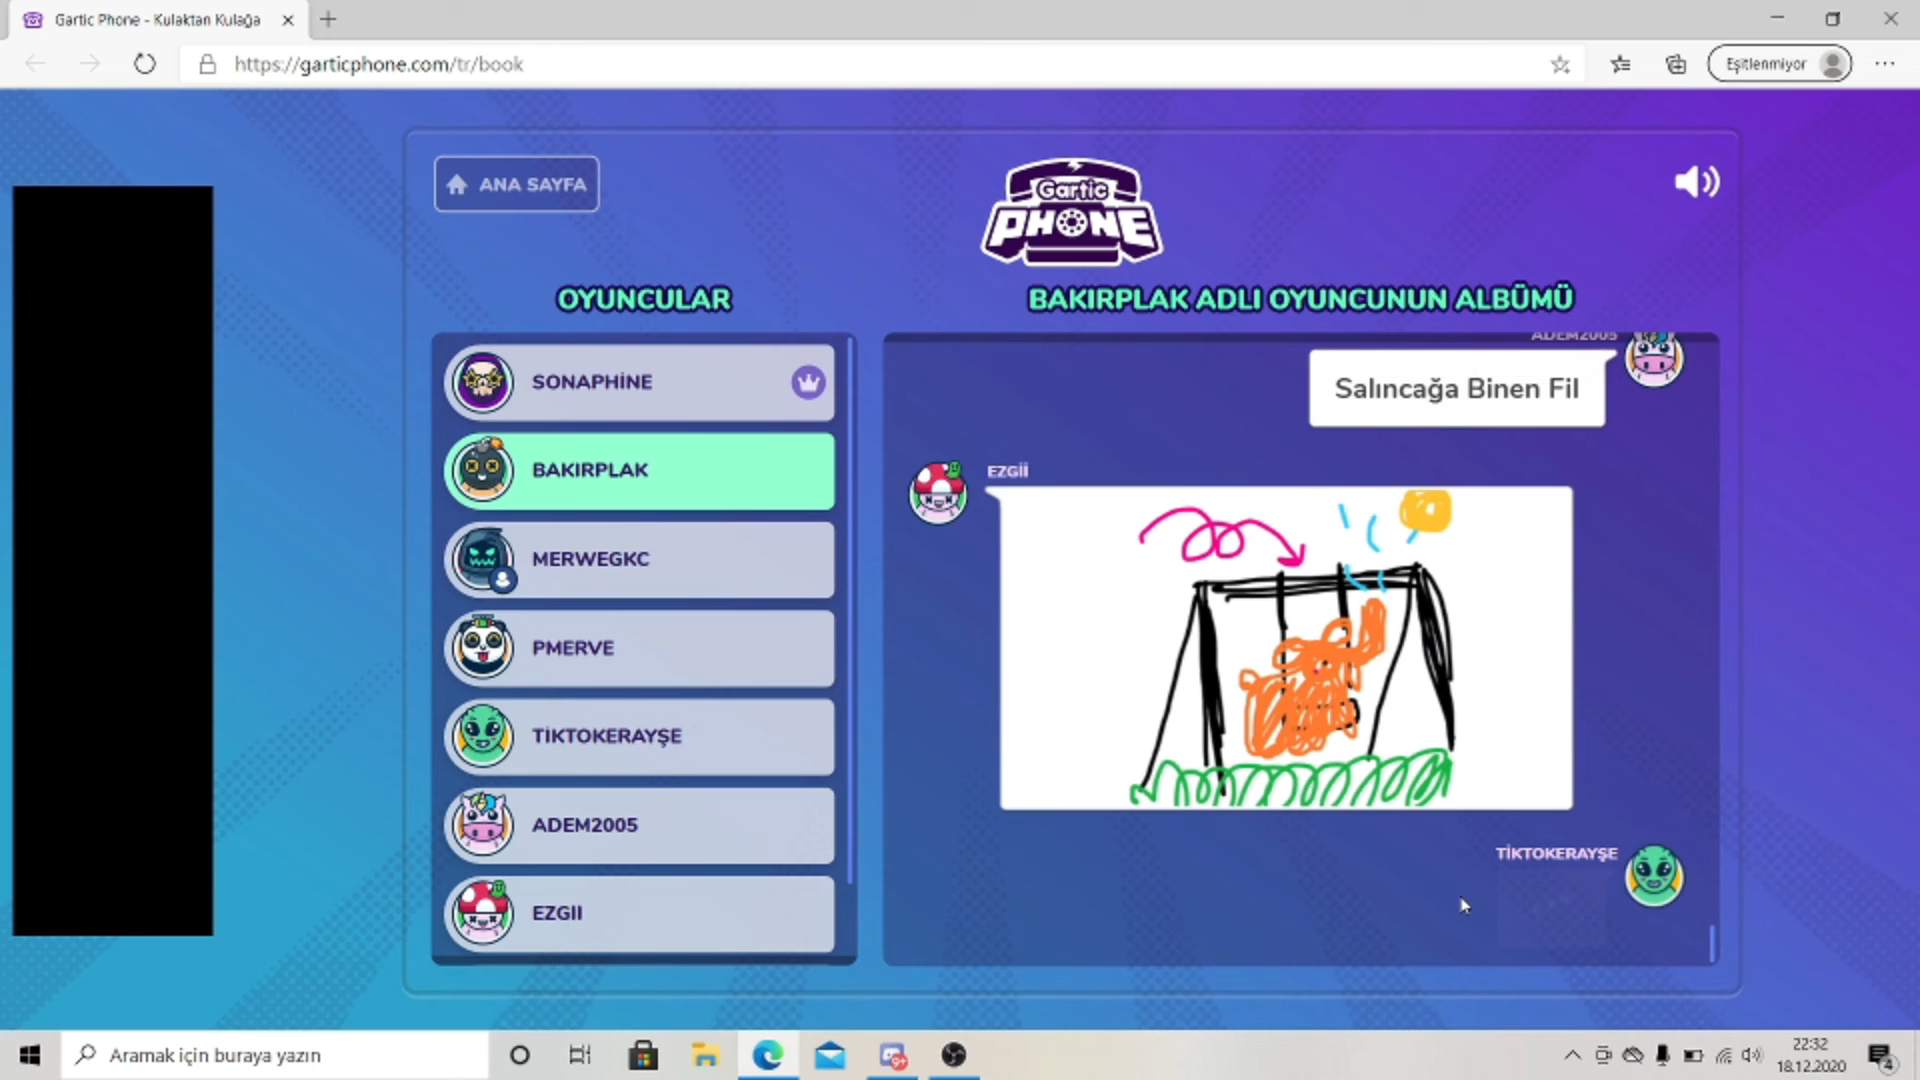 Gartic Phone - Kulaktan Kulağa
https://garticphone.com/tr/book
Eşitlenmiyor
ANA SAYFA
Gartic
PHONE
OYUNCULAR
BAKIRPLAK ADLI OYUNCUNUN ALBÜMÜ
SONAPHİNE
BAKIRPLAK
MERWEGKC
PMERVE
TİKTOKERAYŞE
ADEM2005
EZGII
ADEM2005
Salıncağa Binen Fil
EZGİİ
TİKTOKERAYŞE
Aramak için buraya yazın
22:32
18.12.2020
4